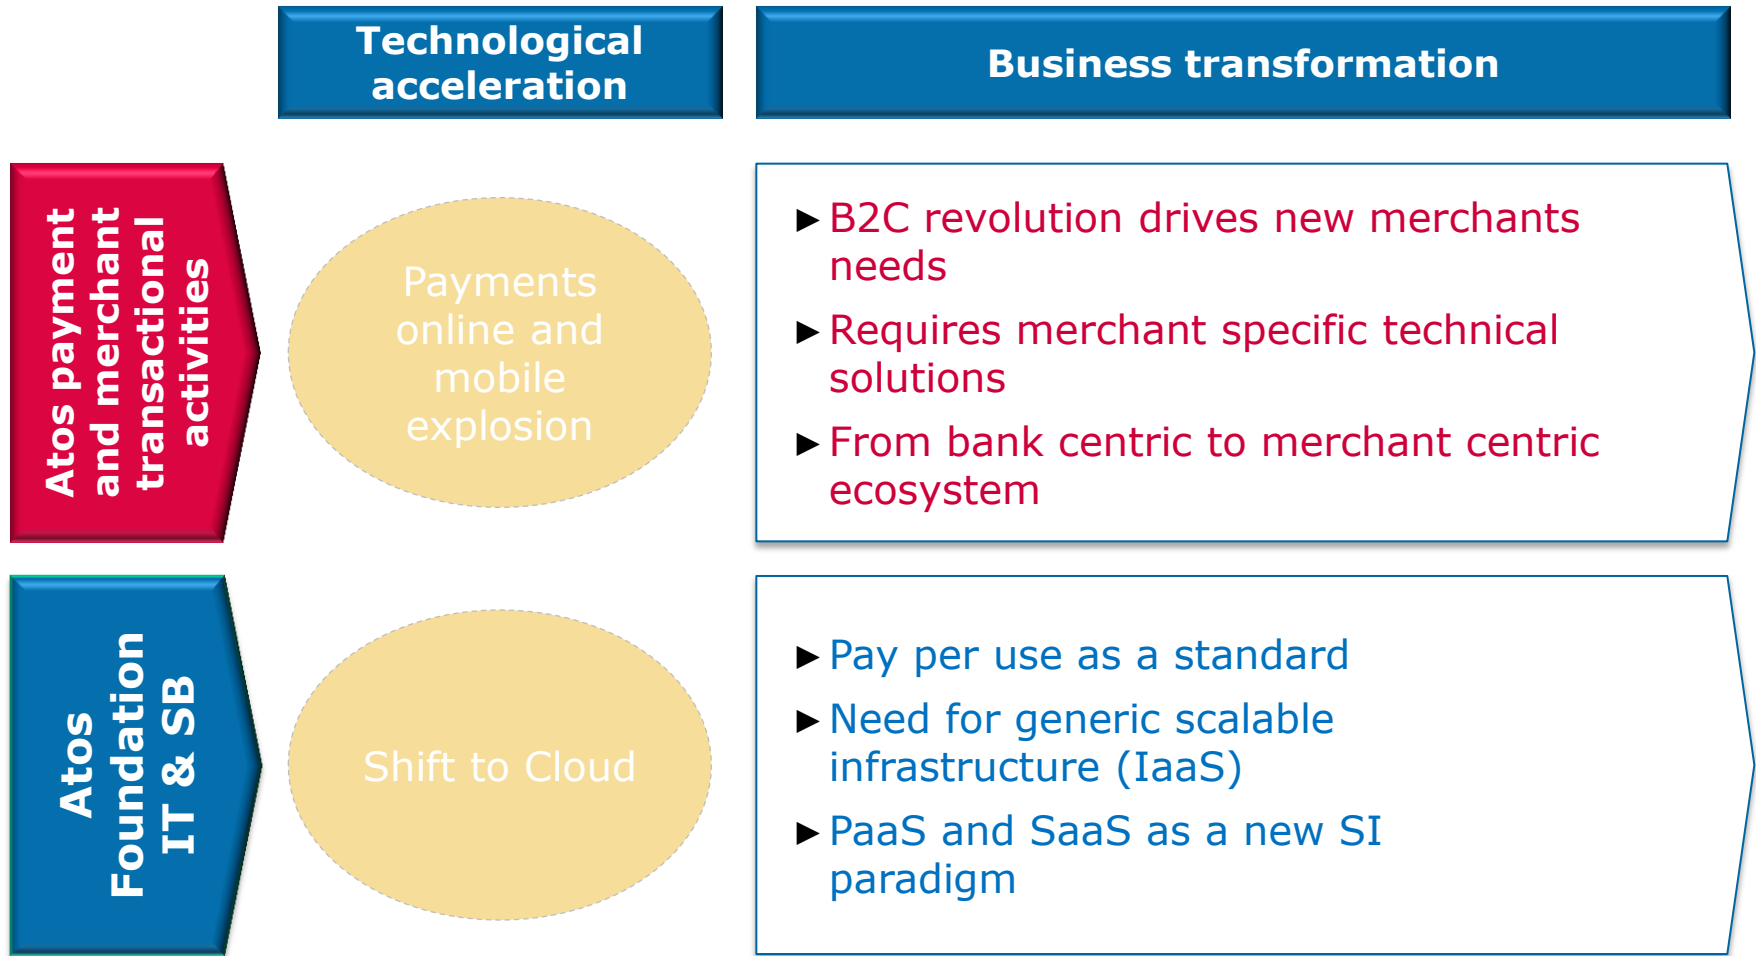 Technological
acceleration
Business transformation
Atos payment
and merchant
transactional
activities
Payments
online and
mobile
explosion
►B2C revolution drives new merchants
needs
►Requires merchant specific technical
solutions
►From bank centric to merchant centric
ecosystem
Atos
Foundation
IT & SB
Shift to Cloud
►Pay per use as a standard
►Need for generic scalable
infrastructure (IaaS)
►PaaS and SaaS as a new SI
paradigm